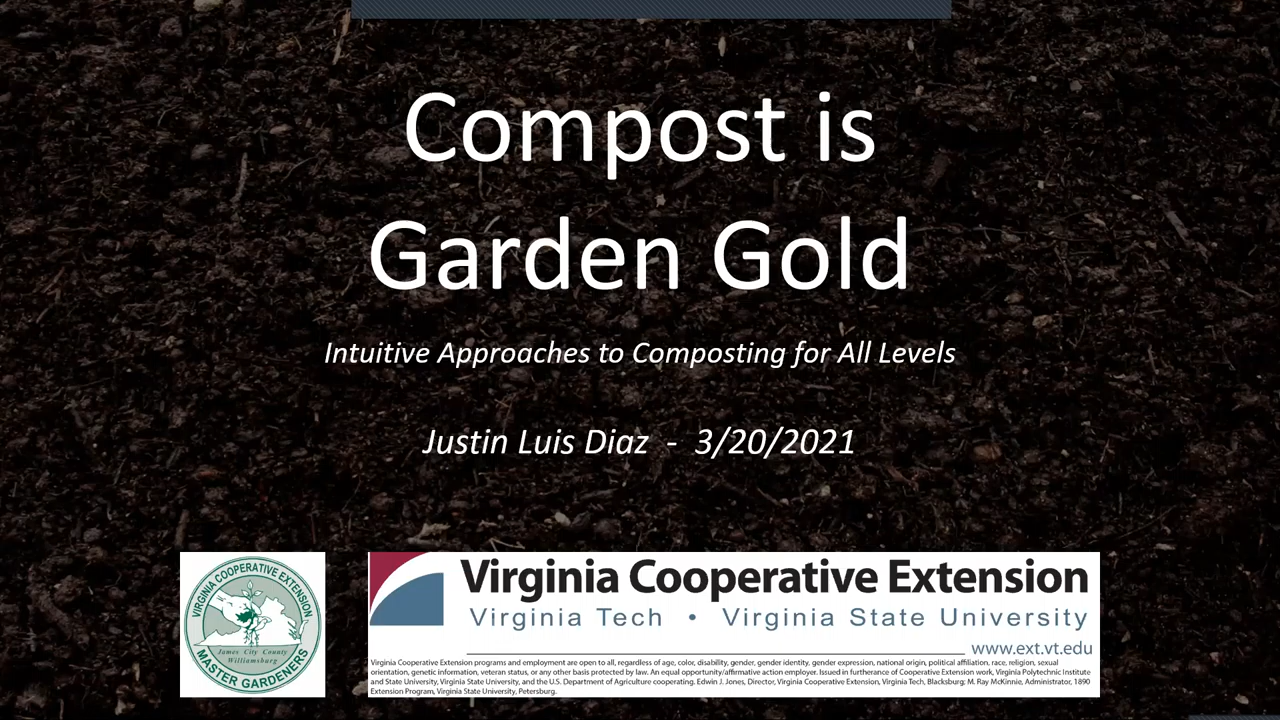 Compost is
Garden Gold
Intuitive Approaches to Composting for All Levels
Justin Luis Diaz - 3/20/2021
VIRGINIA COOPERATIVE EXTENSION
James City County
Williamsburg
MASTER GARDENERS
Virginia Cooperative Extension
Virginia Tech • Virginia State University
www.ext.vt.edu
Virginia Cooperative Extension programs and employment are open to all, regardless of age, color, disability, gender, gender identity, gender expression, national origin, political affiliation, race, religion, sexual
orientation, genetic information, veteran status, or any other basis protected by law. An equal opportunity/affirmative action employer. Issued in furtherance of Cooperative Extension work, Virginia Polytechnic Institute
and State University, Virginia State University, and the U.S. Department of Agriculture cooperating. Edwin J. Jones, Director, Virginia Cooperative Extension, Virginia Tech, Blacksburg; M. Ray McKinnie, Administrator, 1890
Extension Program, Virginia State University, Petersburg.